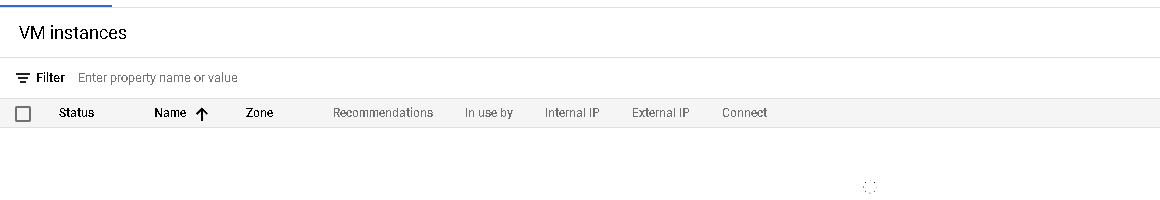 VM instances
Filter Enter property name or value
Status Name Zone Recommendations In use by Internal IP External IP Connect